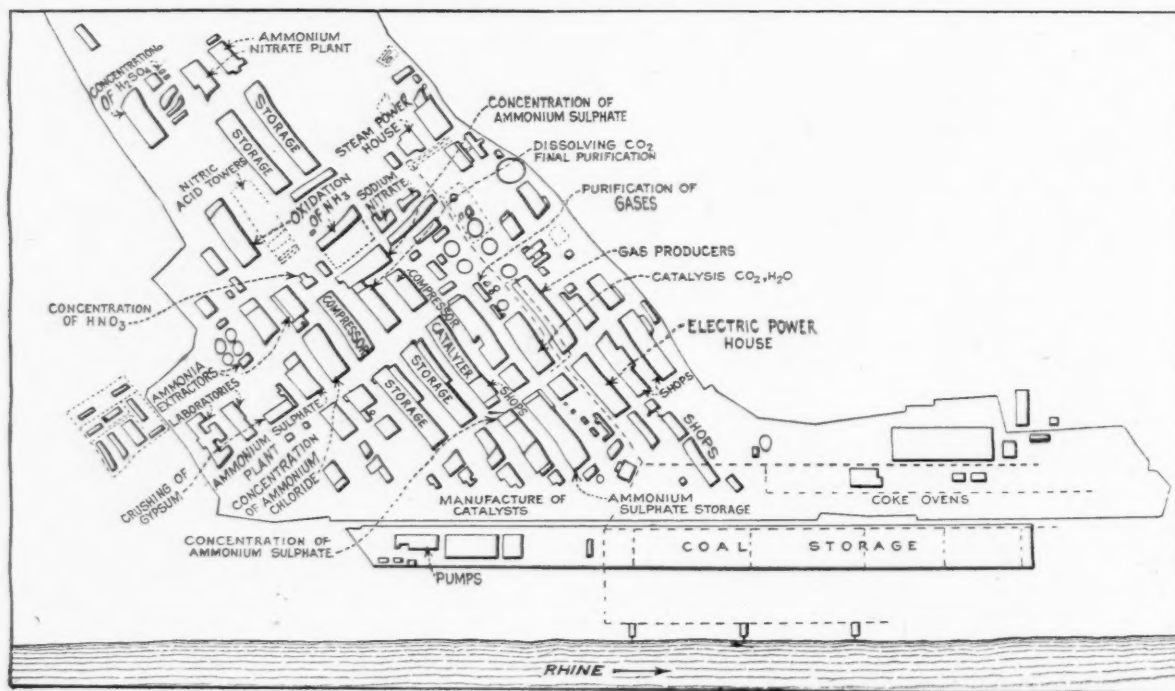 AMMONIUM
NITRATE PLANT
CONCENTRATION
OF H2SO4
STORAGE
STORAGE
STEAM POWER
HOUSE
CONCENTRATION OF
AMMONIUM SULPHATE
DISSOLVING CO2
FINAL PURIFICATION
NITRIC
ACID TOWERS
OXIDATION
OF NH3
SODIUM
NITRATE
PURIFICATION OF
GASES
GAS PRODUCERS
CATALYSIS CO2, H2O
CONCENTRATION
OF HNO3
COMPRESSOR
COMPRESSOR
CATALYZER
ELECTRIC POWER
HOUSE
STORAGE
STORAGE
SHOPS
SHOPS
SHOPS
AMMONIA
EXTRACTORS
LABORATORIES
CRUSHING OF
GYPSUM
AMMONIUM SULPHATE
PLANT
CONCENTRATION
OF AMMONIUM
CHLORIDE
MANUFACTURE OF
CATALYSTS
AMMONIUM
SULPHATE STORAGE
COKE OVENS
CONCENTRATION OF
AMMONIUM SULPHATE
PUMPS
COAL STORAGE
RHINE